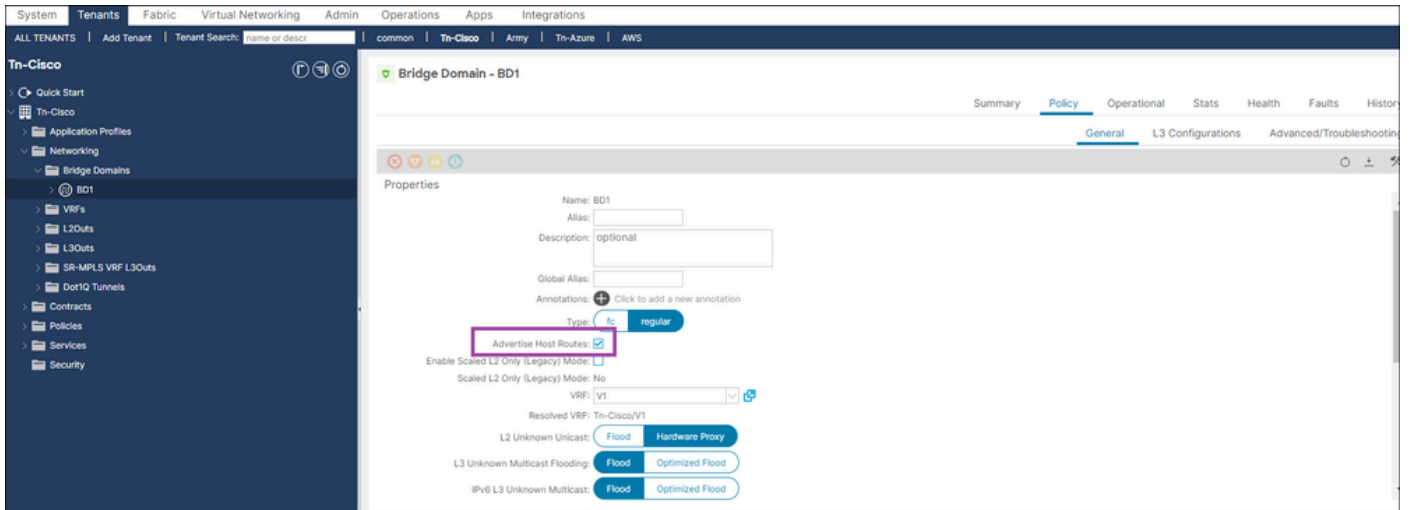 System Tenants Fabric Virtual Networking Admin Operations Apps Integrations
ALL TENANTS | Add Tenant | Tenant Search: name or descr | common | Tn-Cisco | Army | Tn-Azure | AWS
Tn-Cisco
Quick Start
Tn-Cisco
Application Profiles
Networking
Bridge Domains
BD1
VRFs
L2Outs
L3Outs
SR-MPLS VRF L3Outs
Dot1Q Tunnels
Contracts
Policies
Services
Security
Bridge Domain - BD1
Summary Policy Operational Stats Health Faults History
General L3 Configurations Advanced/Troubleshooting
Properties
Name: BD1
Alias:
Description: optional
Global Alias:
Annotations: Click to add a new annotation
Type: fc regular
Advertise Host Routes:
Enable Scaled L2 Only (Legacy) Mode:
Scaled L2 Only (Legacy) Mode: No
VRF: V1
Resolved VRF: Tn-Cisco/V1
L2 Unknown Unicast: Flood Hardware Proxy
L3 Unknown Multicast Flooding: Flood Optimized Flood
IPv6 L3 Unknown Multicast: Flood Optimized Flood